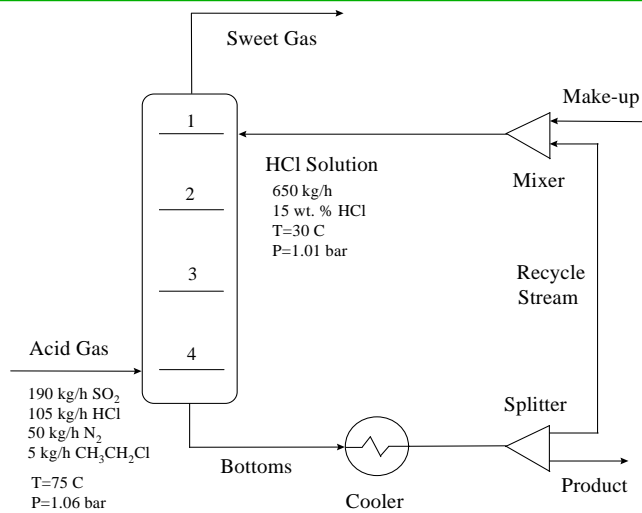 Sweet Gas
Make-up
1
HCl Solution
650 kg/h
15 wt. % HCl
T=30 C
P=1.01 bar
Mixer
2
Recycle
Stream
3
Acid Gas
4
190 kg/h SO₂
105 kg/h HCl
50 kg/h N₂
5 kg/h CH₃CH₂Cl
T=75 C
P=1.06 bar
Splitter
Bottoms
Cooler
Product